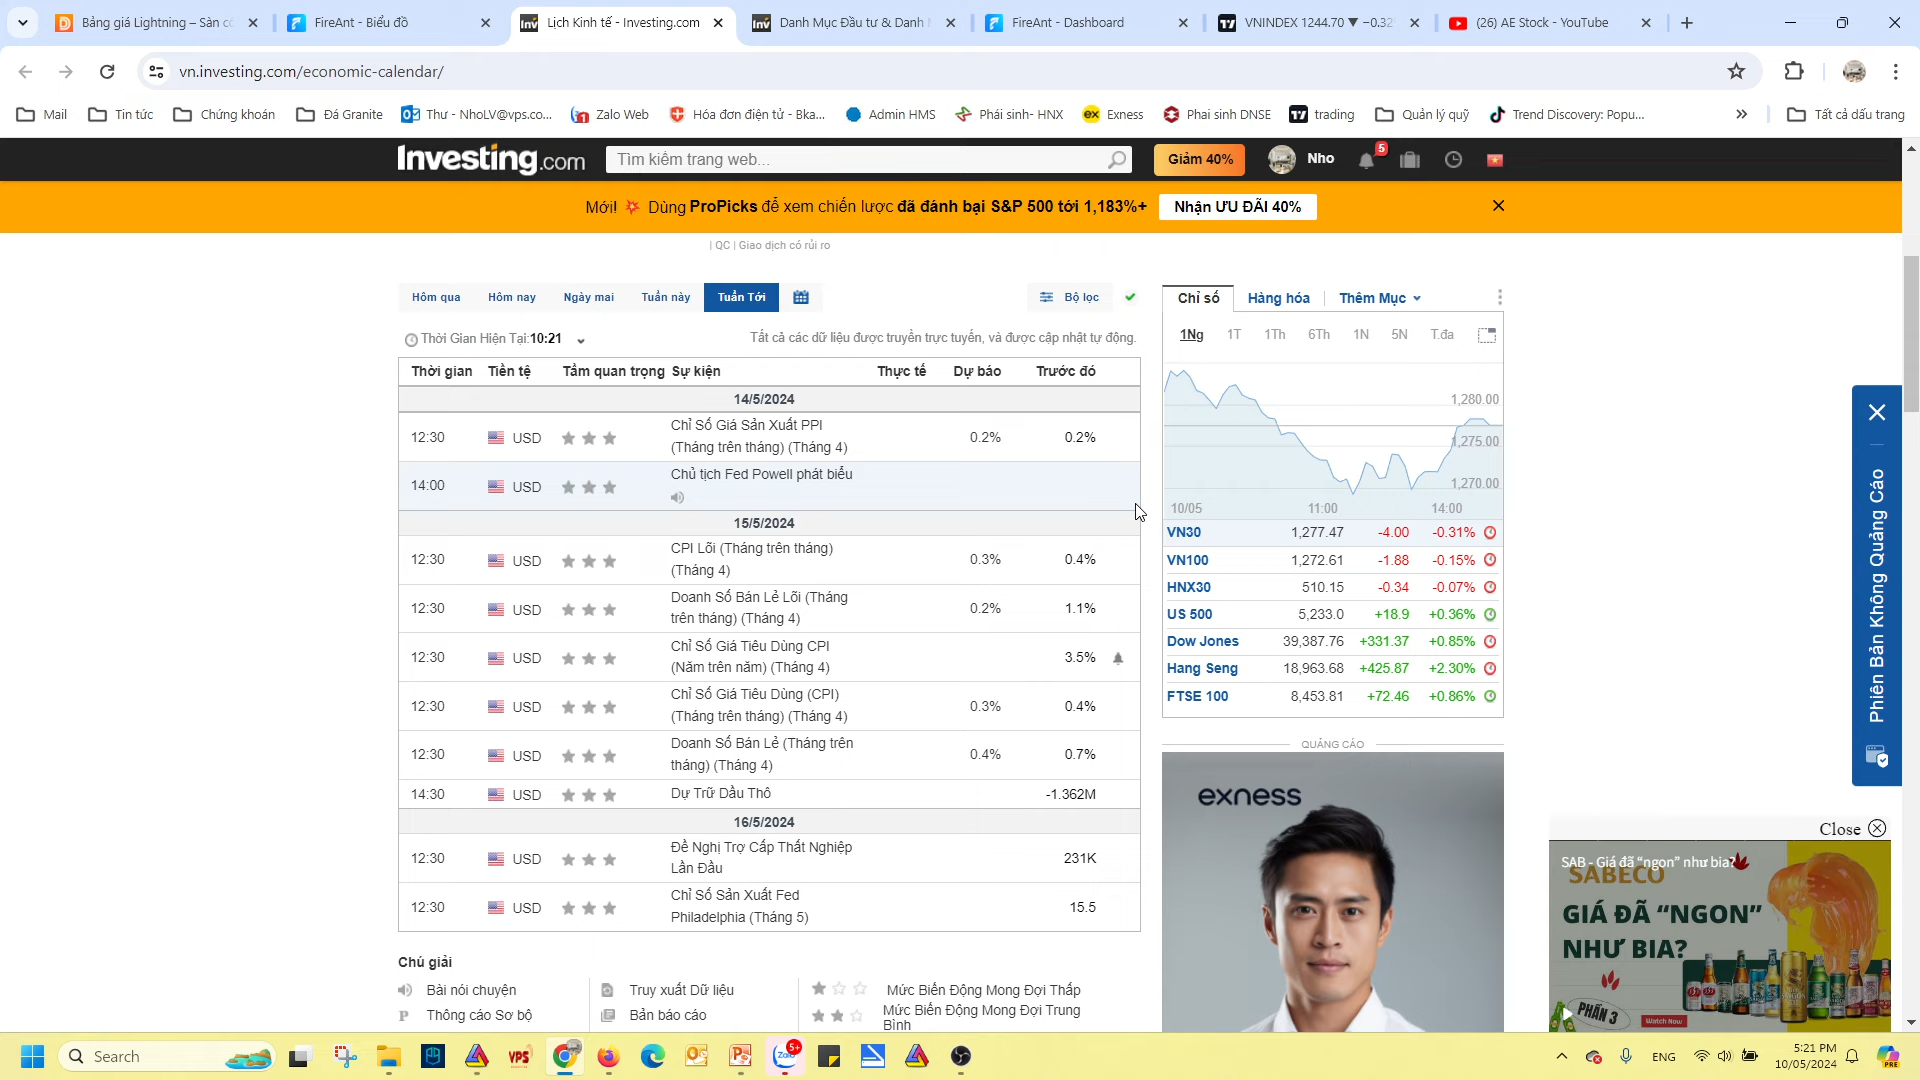 Bảng giá Lightning – Sàn cơ
FireAnt - Biểu đồ
Lịch Kinh tế - Investing.com
Danh Mục Đầu tư & Danh
FireAnt - Dashboard
VNINDEX 1244.70 ▼ −0.32
(26) AE Stock - YouTube
vn.investing.com/economic-calendar/
Mail
Tin tức
Chứng khoán
Đá Granite
Thư - NhoLV@vps.co...
Zalo Web
Hóa đơn điện tử - Bka...
Admin HMS
Phái sinh- HNX
Exness
Phai sinh DNSE
trading
Quản lý quỹ
Trend Discovery: Popu...
Tất cả dấu trang
Investing.com
Tìm kiếm trang web...
Giảm 40%
Nho
5
Mới! Dùng ProPicks để xem chiến lược đã đánh bại S&P 500 tới 1,183%+
Nhận ƯU ĐÃI 40%
| QC | Giao dịch có rủi ro
Hôm qua
Hôm nay
Ngày mai
Tuần này
Tuần Tới
Bộ lọc
Thời Gian Hiện Tại:10:21
Tất cả các dữ liệu được truyền trực tuyến, và được cập nhật tự động.
Thời gian Tiền tệ Tầm quan trọng Sự kiện Thực tế Dự báo Trước đó
14/5/2024
12:30 USD Chỉ Số Giá Sản Xuất PPI
(Tháng trên tháng) (Tháng 4) 0.2% 0.2%
14:00 USD Chủ tịch Fed Powell phát biểu
15/5/2024
12:30 USD CPI Lõi (Tháng trên tháng)
(Tháng 4) 0.3% 0.4%
12:30 USD Doanh Số Bán Lẻ Lõi (Tháng
trên tháng) (Tháng 4) 0.2% 1.1%
12:30 USD Chỉ Số Giá Tiêu Dùng CPI
(Năm trên năm) (Tháng 4) 3.5%
12:30 USD Chỉ Số Giá Tiêu Dùng (CPI)
(Tháng trên tháng) (Tháng 4) 0.3% 0.4%
12:30 USD Doanh Số Bán Lẻ (Tháng trên
tháng) (Tháng 4) 0.4% 0.7%
14:30 USD Dự Trữ Dầu Thô -1.362M
16/5/2024
12:30 USD Đề Nghị Trợ Cấp Thất Nghiệp
Lần Đầu 231K
12:30 USD Chỉ Số Sản Xuất Fed
Philadelphia (Tháng 5) 15.5
Chú giải
Bài nói chuyện
Truy xuất Dữ liệu
Mức Biến Động Mong Đợi Thấp
P Thông cáo Sơ bộ
Bản báo cáo
Mức Biến Động Mong Đợi Trung
Bình
Chỉ số
Hàng hóa
Thêm Mục
1Ng 1T 1Th 6Th 1N 5N T.đa
1,280.00
1,275.00
1,270.00
10/05 11:00 14:00
VN30 1,277.47 -4.00 -0.31%
VN100 1,272.61 -1.88 -0.15%
HNX30 510.15 -0.34 -0.07%
US 500 5,233.0 +18.9 +0.36%
Dow Jones 39,387.76 +331.37 +0.85%
Hang Seng 18,963.68 +425.87 +2.30%
FTSE 100 8,453.81 +72.46 +0.86%
QUẢNG CÁO
exness
Phiên Bản Không Quảng Cáo
Close
SAB - Giá đã “ngon” như bia?
SABECO
GIÁ ĐÃ “NGON”
NHƯ BIA?
PHẦN 3
Watch Now
Search
VPS
Zalo
5+
ENG
5:21 PM
10/05/2024
PRE